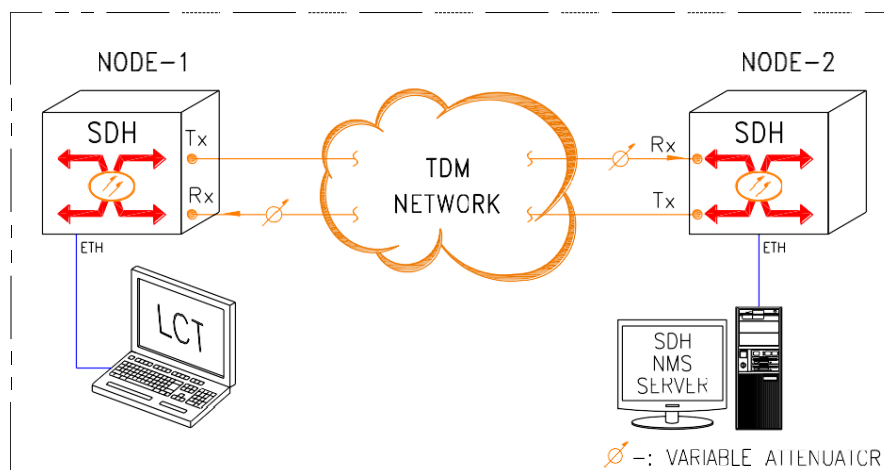 NODE-1
NODE-2
SDH
Tx
Rx
ETH
TDM
NETWORK
Rx
SDH
Tx
ETH
LCT
SDH
NMS
SERVER
-: VARIABLE ATTENUATCR